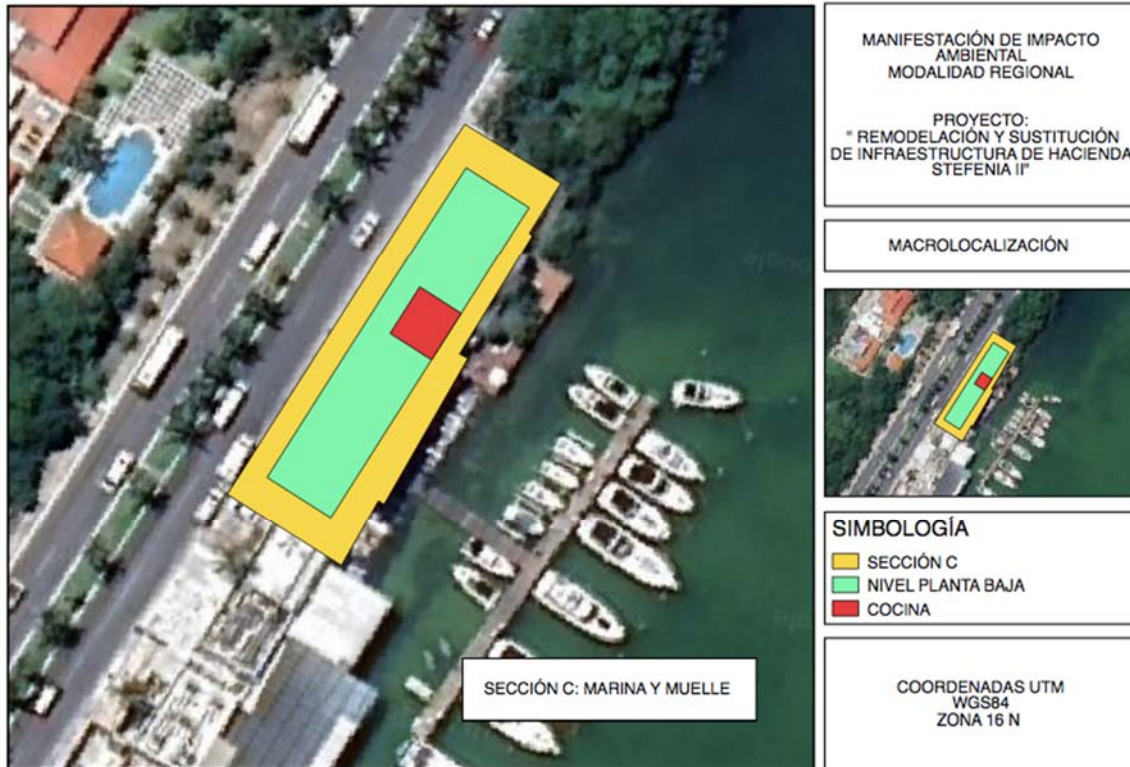 MANIFESTACIÓN DE IMPACTO
AMBIENTAL
MODALIDAD REGIONAL
PROYECTO:
" REMODELACIÓN Y SUSTITUCIÓN
DE INFRAESTRUCTURA DE HACIENDA
STEFENIA II"
MACROLOCALIZACIÓN
SIMBOLOGÍA
SECCIÓN C
NIVEL PLANTA BAJA
COCINA
COORDENADAS UTM
WGS84
ZONA 16 N
SECCIÓN C: MARINA Y MUELLE